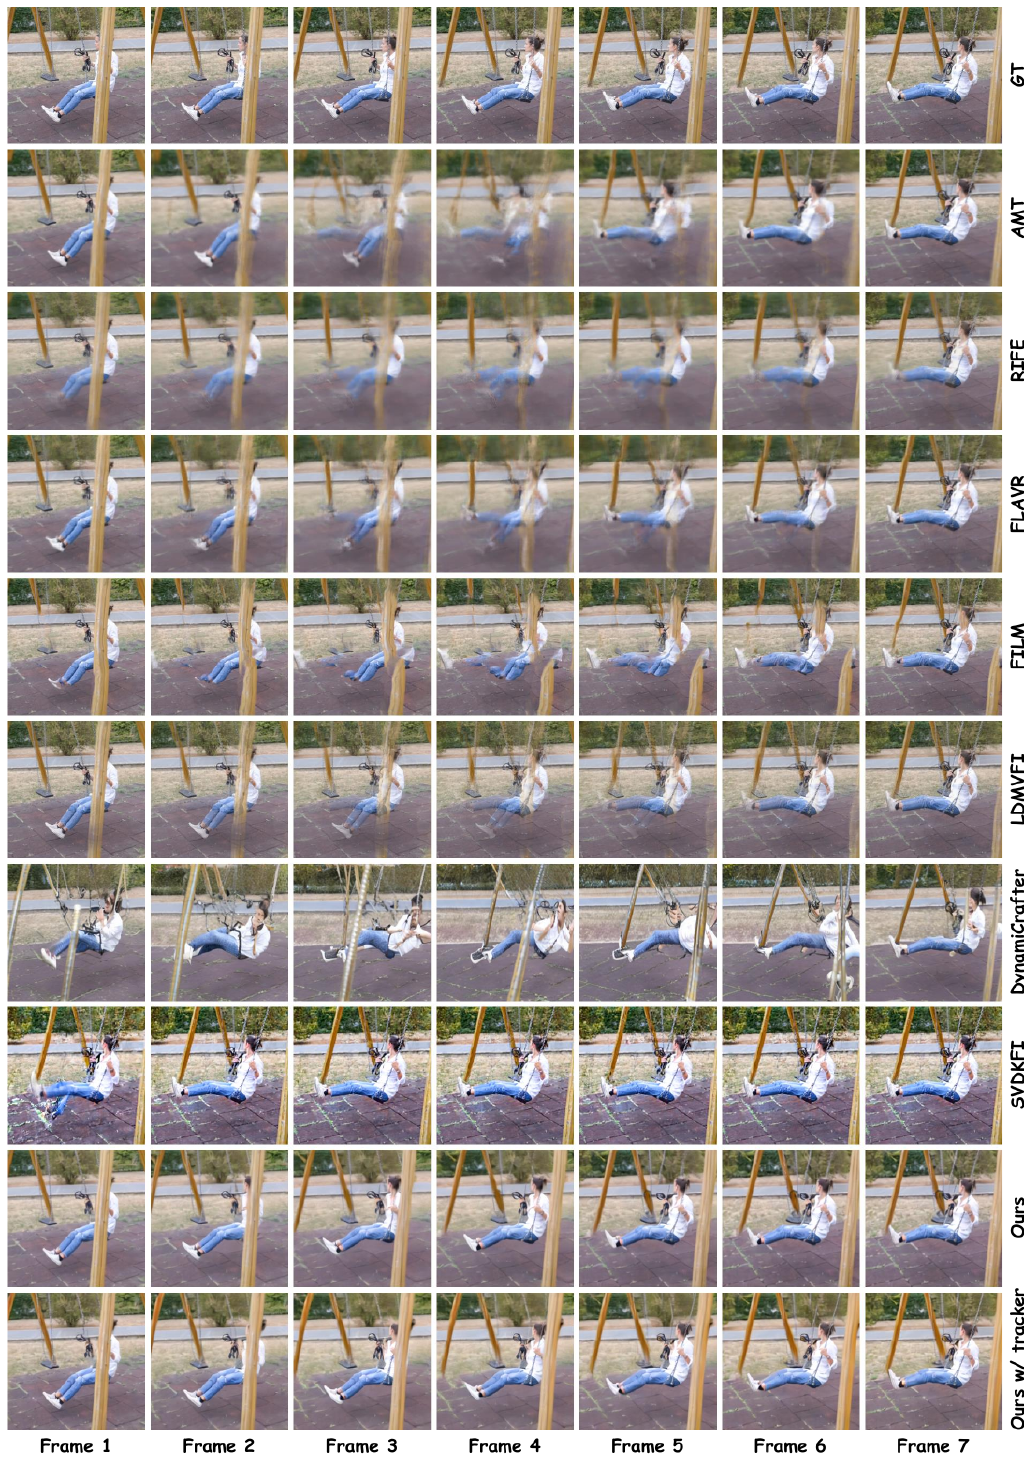 GT
AMT
RIFE
FLAVR
FILM
LDMVFI
DynamiCrafter
SVDKFI
Ours
Ours w/ tracker
Frame 1 Frame 2 Frame 3 Frame 4 Frame 5 Frame 6 Frame 7